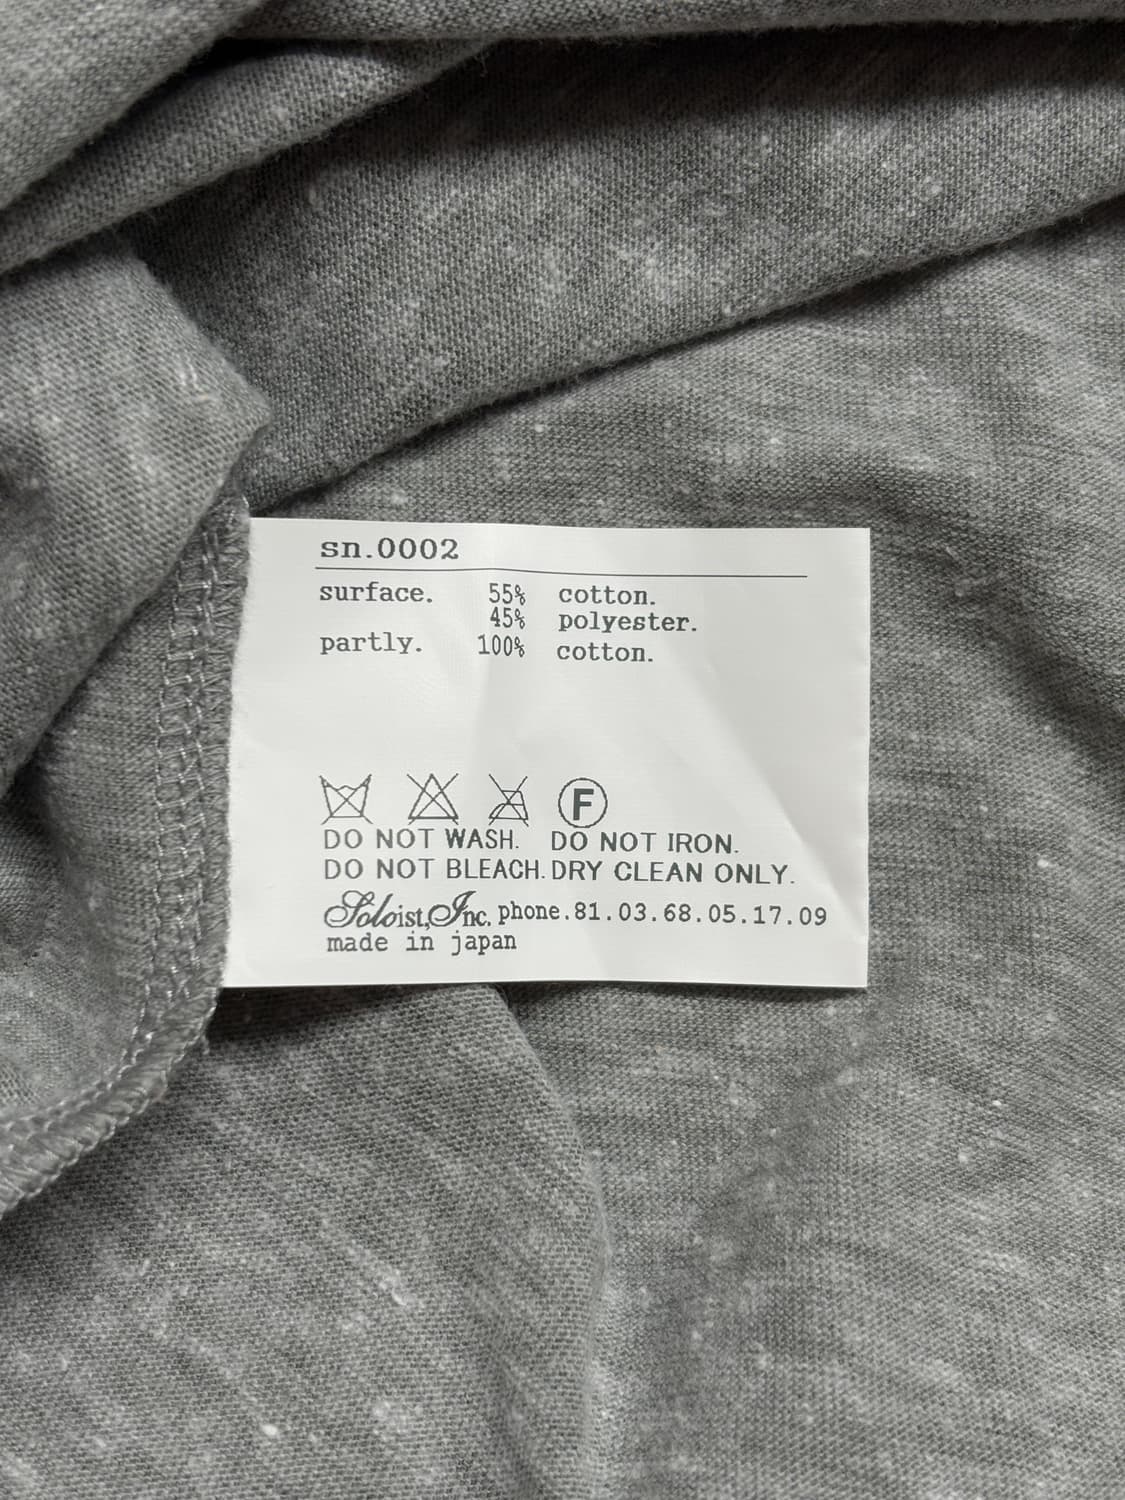 sn.0002
surface. 55% cotton.
45% polyester.
partly. 100% cotton.
F
DO NOT WASH. DO NOT IRON.
DO NOT BLEACH. DRY CLEAN ONLY.
Soloist, Inc. phone.81.03.68.05.17.09
made in japan